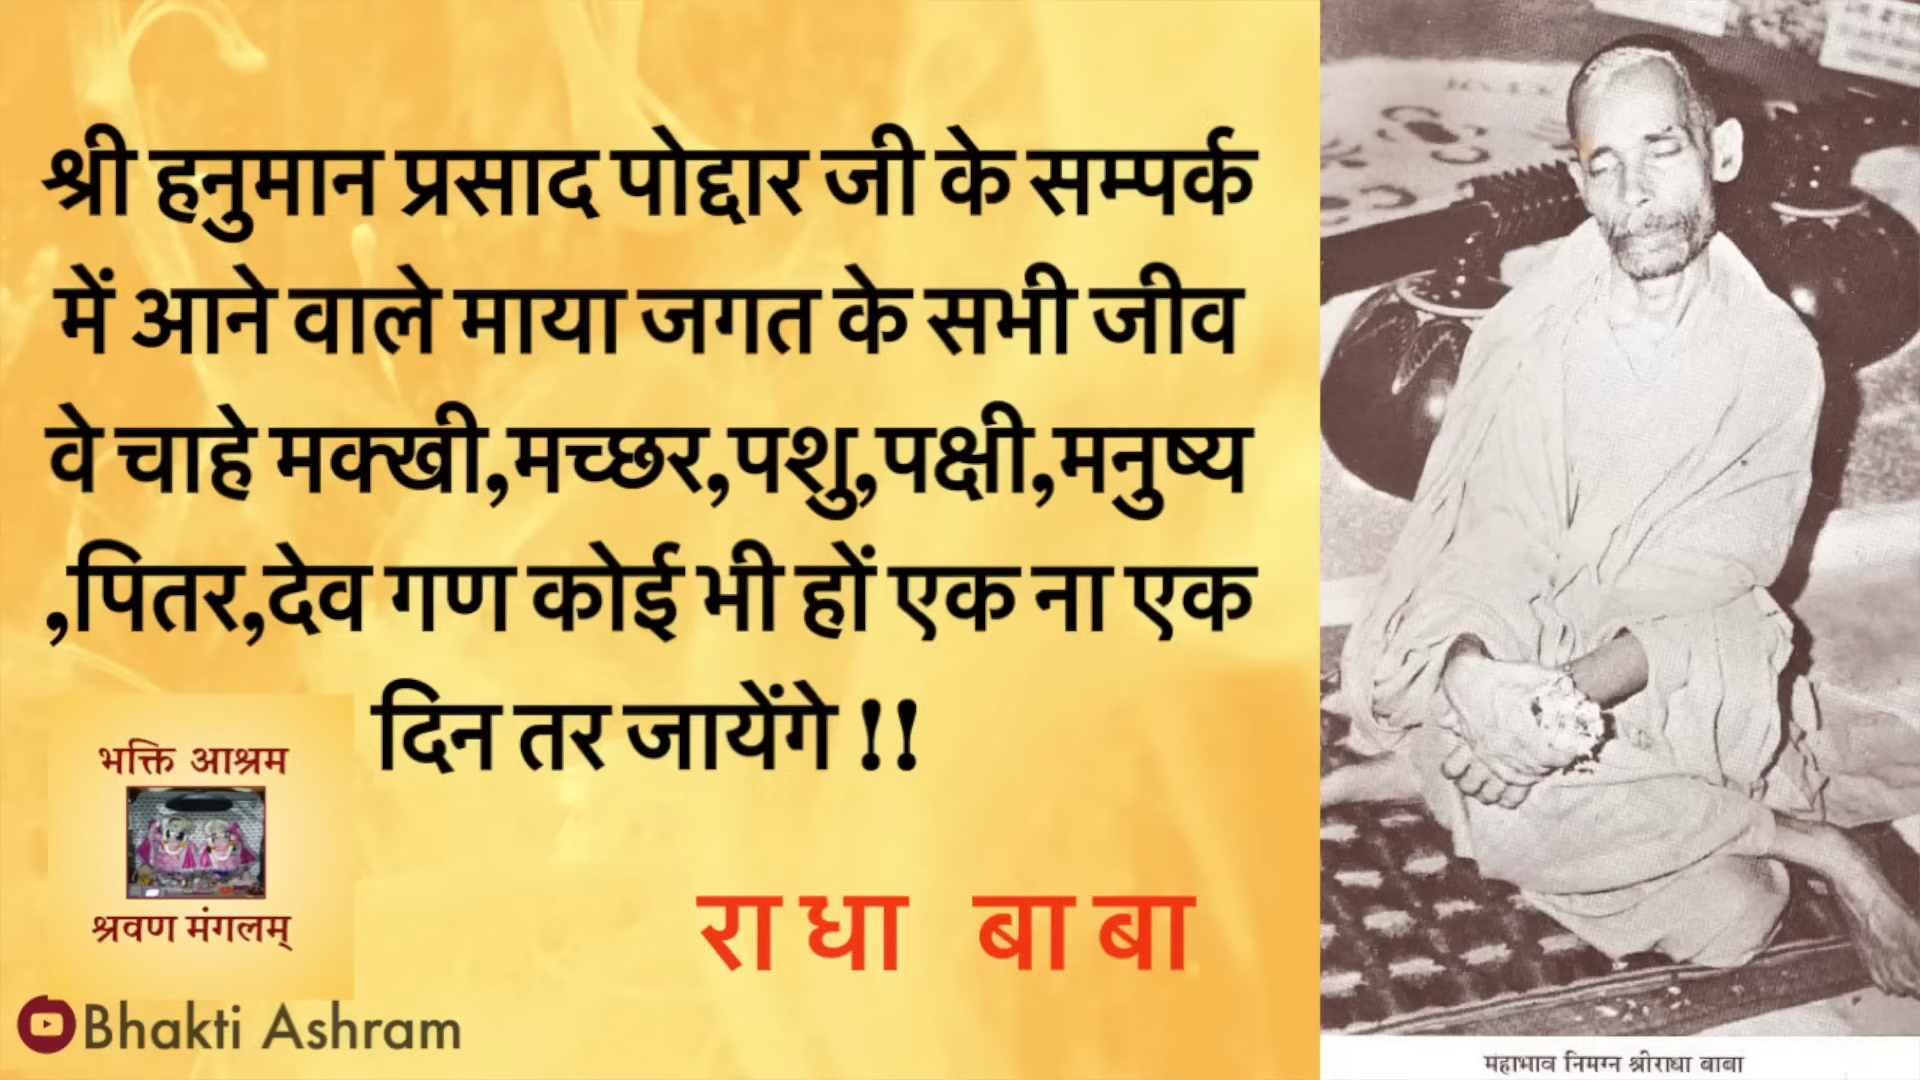 श्री हनुमान प्रसाद पोद्दार जी के सम्पर्क
में आने वाले माया जगत के सभी जीव
वे चाहे मक्खी,मच्छर,पशु,पक्षी,मनुष्य
,पितर,देव गण कोई भी हों एक ना एक
दिन तर जायेंगे !!
राधा बाबा
भक्ति आश्रम
श्रवण मंगलम्
Bhakti Ashram
महाभाव निमग्न श्रीराधा बाबा